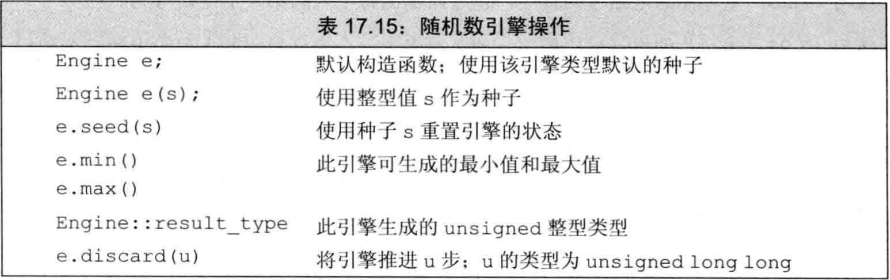 表 17.15：随机数引擎操作
Engine e; 默认构造函数；使用该引擎类型默认的种子
Engine e(s); 使用整型值 s 作为种子
e.seed(s) 使用种子 s 重置引擎的状态
e.min() 此引擎可生成的最小值和最大值
e.max()
Engine::result_type 此引擎生成的 unsigned 整型类型
e.discard(u) 将引擎推进 u 步；u 的类型为 unsigned long long